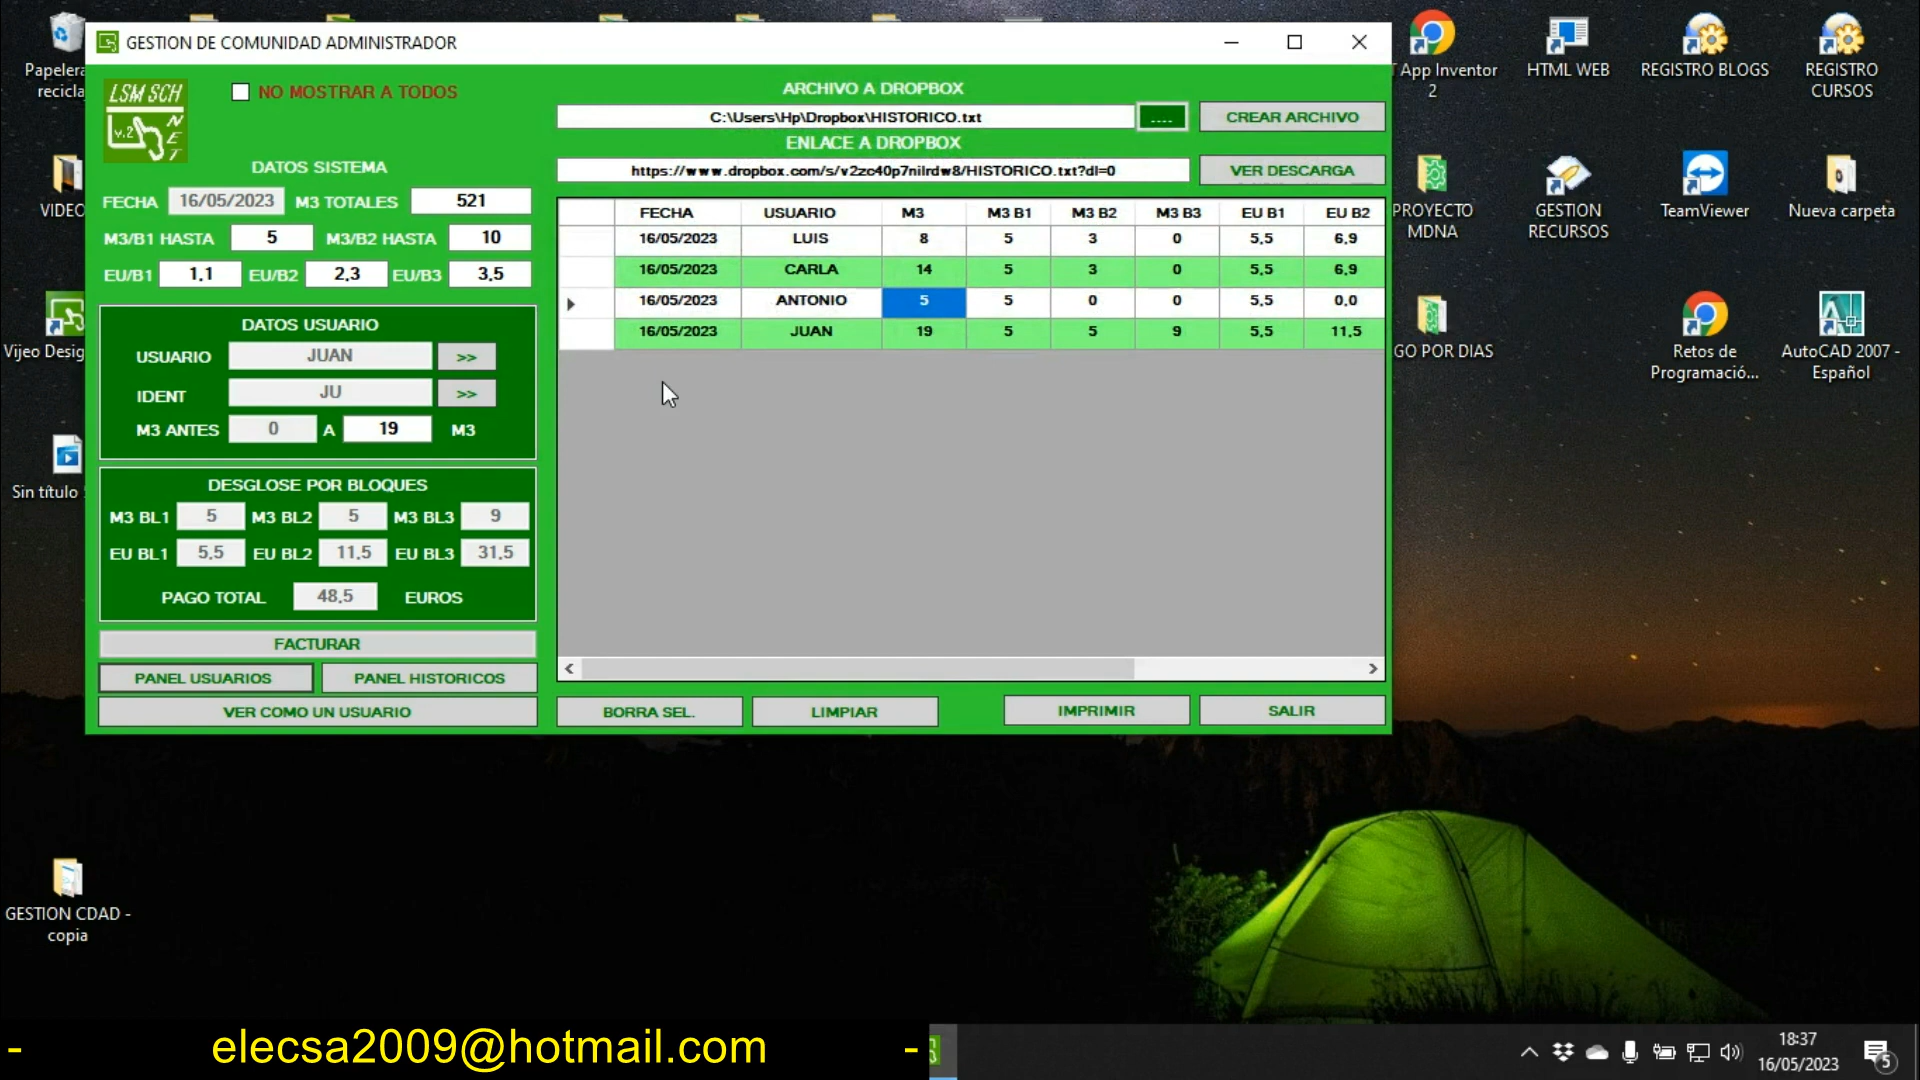 Papelera
recicla
VIDEO
Vijeo Desig
Sin título
GESTION CDAD -
copia
GESTION DE COMUNIDAD ADMINISTRADOR
LSM SCH
v.2
NET
NO MOSTRAR A TODOS
DATOS SISTEMA
FECHA 16/05/2023 M3 TOTALES 521
M3/B1 HASTA 5 M3/B2 HASTA 10
EU/B1 1,1 EU/B2 2,3 EU/B3 3,5
DATOS USUARIO
USUARIO JUAN >>
IDENT JU >>
M3 ANTES 0 A 19 M3
DESGLOSE POR BLOQUES
M3 BL1 5 M3 BL2 5 M3 BL3 9
EU BL1 5,5 EU BL2 11,5 EU BL3 31,5
PAGO TOTAL 48,5 EUROS
FACTURAR
PANEL USUARIOS PANEL HISTORICOS
VER COMO UN USUARIO
ARCHIVO A DROPBOX
C:\Users\Hp\Dropbox\HISTORICO.txt .... CREAR ARCHIVO
ENLACE A DROPBOX
https://www.dropbox.com/s/v2zc40p7nilrdw8/HISTORICO.txt?dl=0 VER DESCARGA
FECHA USUARIO M3 M3 B1 M3 B2 M3 B3 EU B1 EU B2
16/05/2023 LUIS 8 5 3 0 5,5 6,9
16/05/2023 CARLA 14 5 3 0 5,5 6,9
16/05/2023 ANTONIO 5 5 0 0 5,5 0,0
16/05/2023 JUAN 19 5 5 9 5,5 11,5
BORRA SEL. LIMPIAR IMPRIMIR SALIR
App Inventor
2
HTML WEB
REGISTRO BLOGS
REGISTRO
CURSOS
PROYECTO
MDNA
GESTION
RECURSOS
TeamViewer
Nueva carpeta
GO POR DIAS
Retos de
Programació...
AutoCAD 2007 -
Español
- elecsa2009@hotmail.com -
18:37
16/05/2023
5